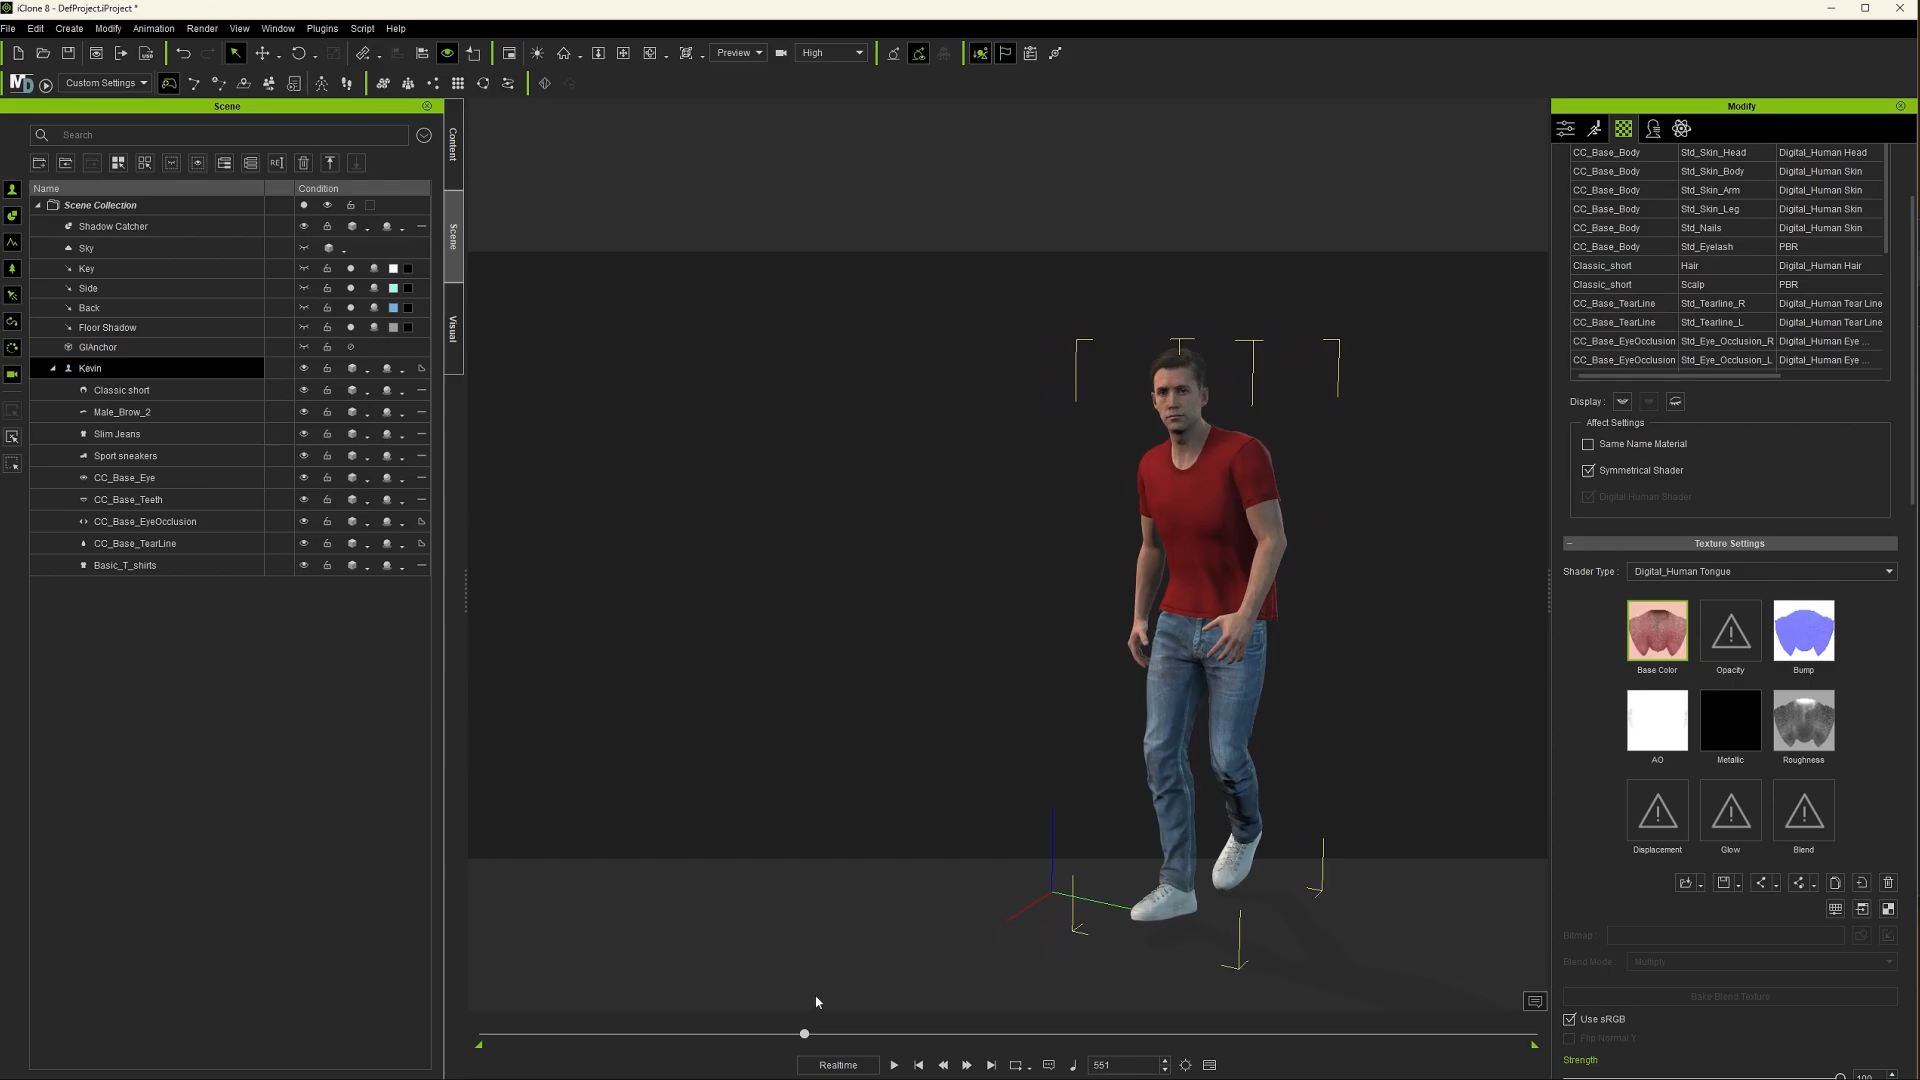 iClone 8 - DefProject.iProject *
File Edit Create Modify Animation Render View Window Plugins Script Help
Preview High
MD Custom Settings
Scene
Modify
Search
Content
Scene
Visual
Name Condition
Scene Collection
Shadow Catcher
Sky
Key
Side
Back
Floor Shadow
GIAnchor
Kevin
Classic short
Male_Brow_2
Slim Jeans
Sport sneakers
CC_Base_Eye
CC_Base_Teeth
CC_Base_EyeOcclusion
CC_Base_TearLine
Basic_T_shirts
CC_Base_Body Std_Skin_Head Digital_Human Head
CC_Base_Body Std_Skin_Body Digital_Human Skin
CC_Base_Body Std_Skin_Arm Digital_Human Skin
CC_Base_Body Std_Skin_Leg Digital_Human Skin
CC_Base_Body Std_Nails Digital_Human Skin
CC_Base_Body Std_Eyelash PBR
Classic_short Hair Digital_Human Hair
Classic_short Scalp PBR
CC_Base_TearLine Std_Tearline_R Digital_Human Tear Line
CC_Base_TearLine Std_Tearline_L Digital_Human Tear Line
CC_Base_EyeOcclusion Std_Eye_Occlusion_R Digital_Human Eye ...
CC_Base_EyeOcclusion Std_Eye_Occlusion_L Digital_Human Eye ...
Display :
Affect Settings
Same Name Material
Symmetrical Shader
Digital Human Shader
Texture Settings
Shader Type : Digital_Human Tongue
Base Color Opacity Bump
AO Metallic Roughness
Displacement Glow Blend
Bitmap :
Blend Mode : Multiply
Bake Blend Texture
Use sRGB
Flip Normal Y
Strength
100
Realtime 551